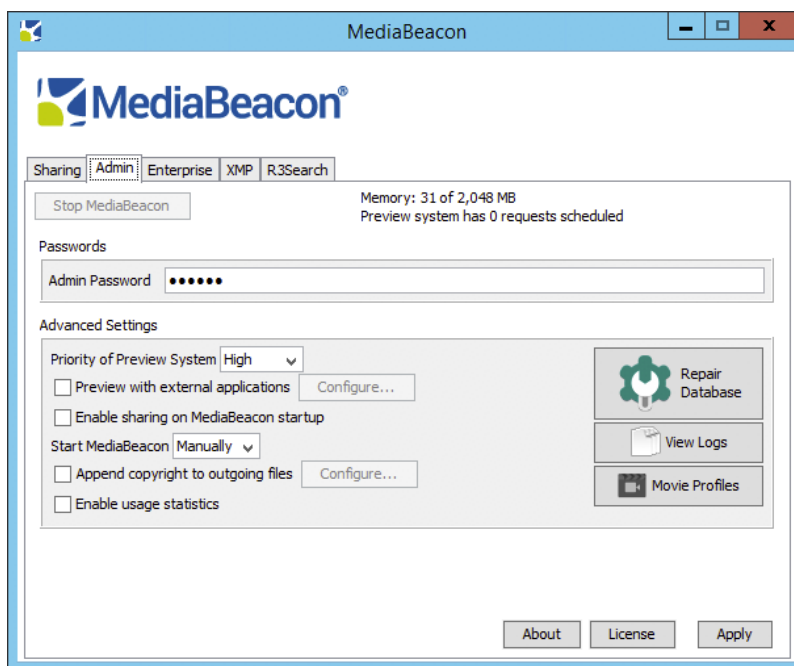 MediaBeacon
MediaBeacon®
Sharing Admin Enterprise XMP R3Search
Stop MediaBeacon
Memory: 31 of 2,048 MB
Preview system has 0 requests scheduled
Passwords
Admin Password ••••••
Advanced Settings
Priority of Preview System High
Preview with external applications Configure...
Enable sharing on MediaBeacon startup
Start MediaBeacon Manually
Append copyright to outgoing files Configure...
Enable usage statistics
Repair
Database
View Logs
Movie Profiles
About License Apply